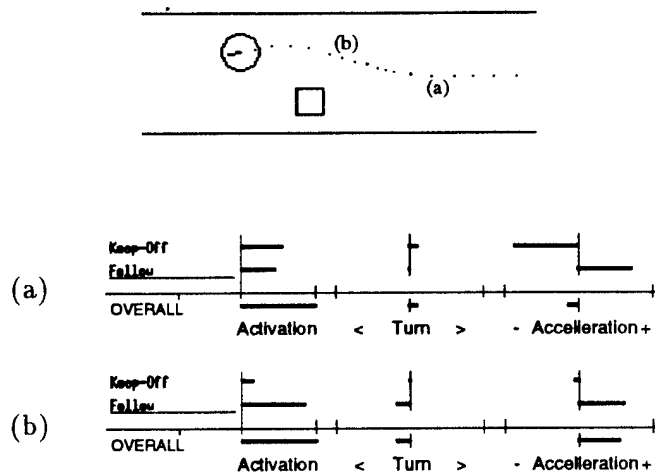 (b)
(a)
Keep-Off
Follow
(a)
OVERALL
Activation < Turn > - Accelleration +
Keep-Off
Follow
(b)
OVERALL
Activation < Turn > - Accelleration +